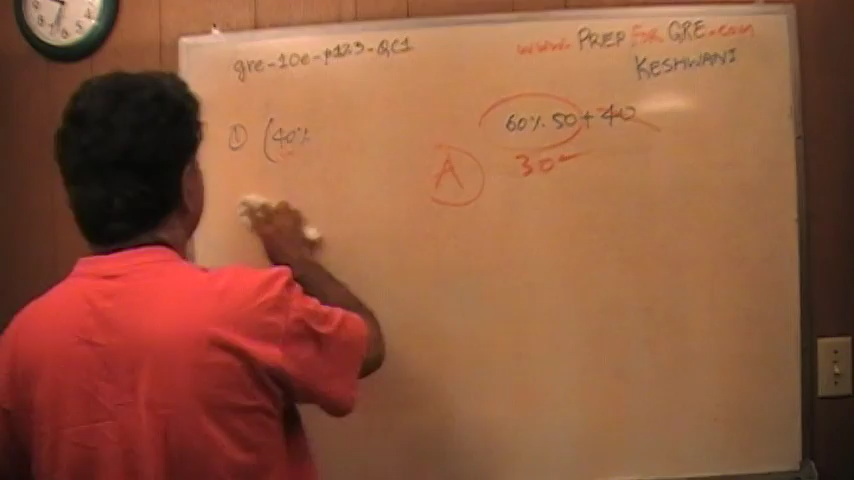 gre-10e-p123-QC1
www.PREPFORGRE.com
KESHWANI
① (40%
60%.50+40
30
A